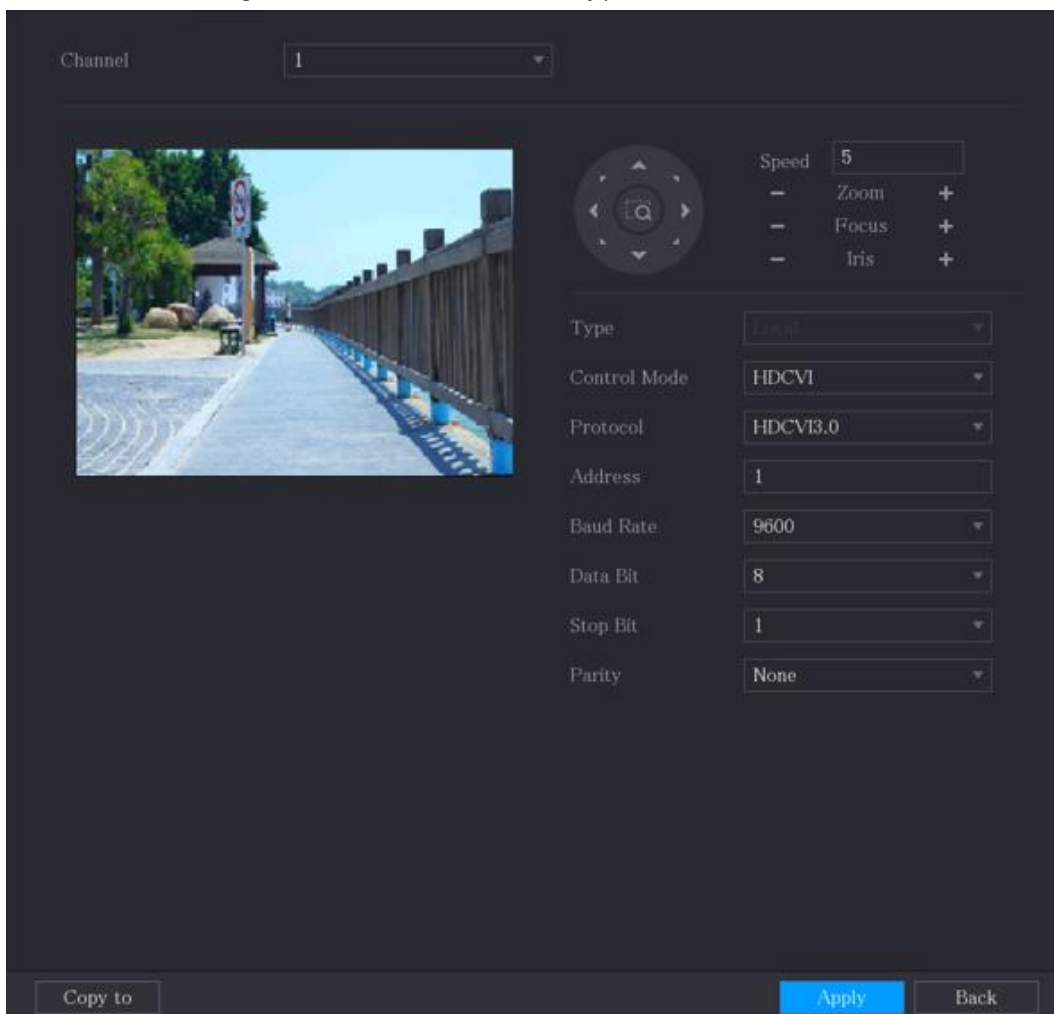 Channel 1
Speed 5
− Zoom +
− Focus +
− Iris +
Type Local
Control Mode HDCVI
Protocol HDCVI3.0
Address 1
Baud Rate 9600
Data Bit 8
Stop Bit 1
Parity None
Copy to Apply Back